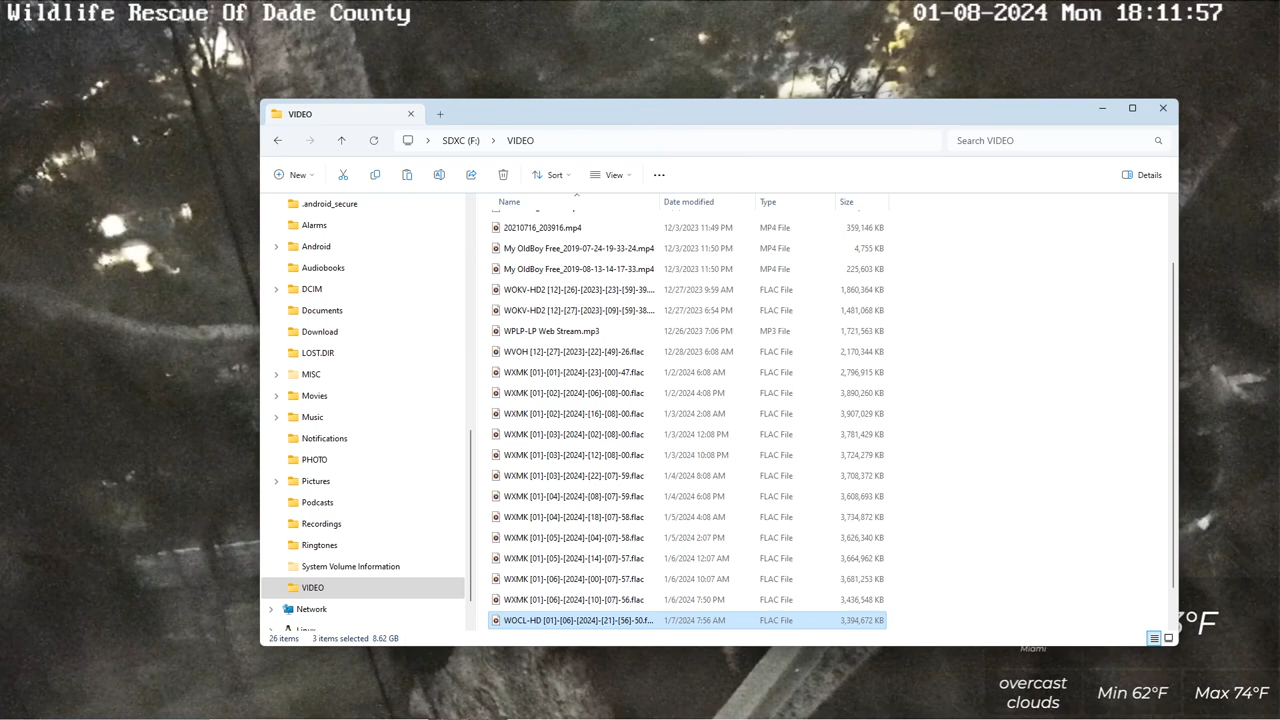 Wildlife Rescue Of Dade County 01-08-2024 Mon 18:11:57
VIDEO
SDXC (F:) VIDEO Search VIDEO
New Sort View Details
Name Date modified Type Size
.android_secure
Alarms
Android
Audiobooks
DCIM
Documents
Download
LOST.DIR
MISC
Movies
Music
Notifications
PHOTO
Pictures
Podcasts
Recordings
Ringtones
System Volume Information
VIDEO
Network
20210716_203916.mp4 12/3/2023 11:49 PM MP4 File 359,146 KB
My OldBoy Free_2019-07-24-19-33-24.mp4 12/3/2023 11:50 PM MP4 File 4,755 KB
My OldBoy Free_2019-08-13-14-17-33.mp4 12/3/2023 11:50 PM MP4 File 225,603 KB
WOKV-HD2 [12]-[26]-[2023]-[23]-[59]-39.... 12/27/2023 9:59 AM FLAC File 1,860,364 KB
WOKV-HD2 [12]-[27]-[2023]-[09]-[59]-38.... 12/27/2023 6:54 PM FLAC File 1,481,068 KB
WPLP-LP Web Stream.mp3 12/26/2023 7:06 PM MP3 File 1,721,563 KB
WVOH [12]-[27]-[2023]-[22]-[49]-26.flac 12/28/2023 6:08 AM FLAC File 2,170,344 KB
WXMK [01]-[01]-[2024]-[23]-[00]-47.flac 1/2/2024 6:08 AM FLAC File 2,796,915 KB
WXMK [01]-[02]-[2024]-[06]-[08]-00.flac 1/2/2024 4:08 PM FLAC File 3,890,260 KB
WXMK [01]-[02]-[2024]-[16]-[08]-00.flac 1/3/2024 2:08 AM FLAC File 3,907,029 KB
WXMK [01]-[03]-[2024]-[02]-[08]-00.flac 1/3/2024 12:08 PM FLAC File 3,781,429 KB
WXMK [01]-[03]-[2024]-[12]-[08]-00.flac 1/3/2024 10:08 PM FLAC File 3,724,279 KB
WXMK [01]-[03]-[2024]-[22]-[07]-59.flac 1/4/2024 8:08 AM FLAC File 3,708,372 KB
WXMK [01]-[04]-[2024]-[08]-[07]-59.flac 1/4/2024 6:08 PM FLAC File 3,608,693 KB
WXMK [01]-[04]-[2024]-[18]-[07]-58.flac 1/5/2024 4:08 AM FLAC File 3,734,872 KB
WXMK [01]-[05]-[2024]-[04]-[07]-58.flac 1/5/2024 2:07 PM FLAC File 3,626,340 KB
WXMK [01]-[05]-[2024]-[14]-[07]-57.flac 1/6/2024 12:07 AM FLAC File 3,664,962 KB
WXMK [01]-[06]-[2024]-[00]-[07]-57.flac 1/6/2024 10:07 AM FLAC File 3,681,253 KB
WXMK [01]-[06]-[2024]-[10]-[07]-56.flac 1/6/2024 7:50 PM FLAC File 3,436,548 KB
WOCL-HD [01]-[06]-[2024]-[21]-[56]-50.f... 1/7/2024 7:56 AM FLAC File 3,394,672 KB
26 items 3 items selected 8.62 GB
Miami
overcast clouds
Min 62°F
Max 74°F